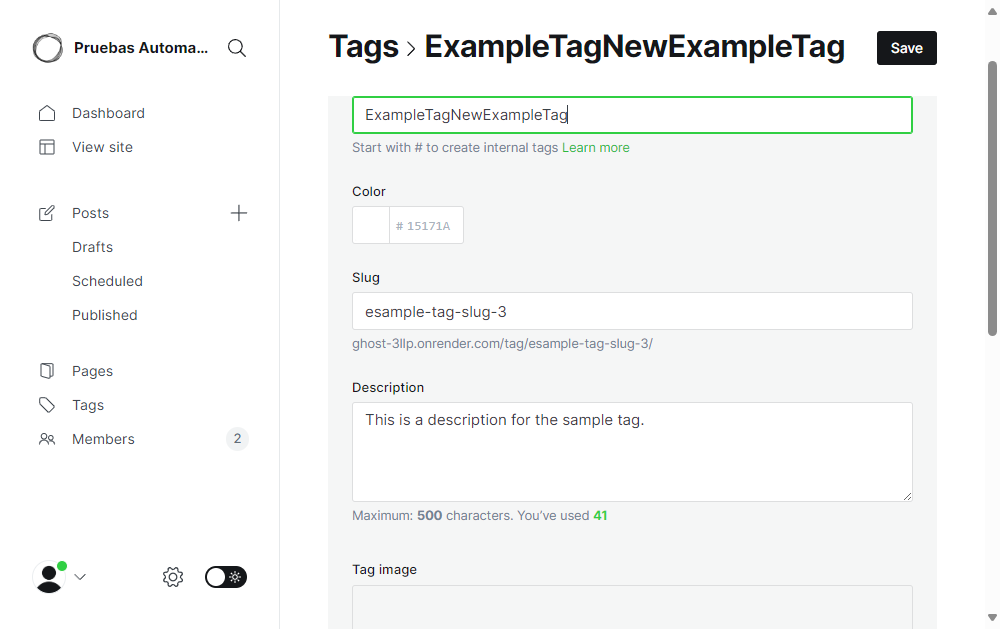 Pruebas Automa...
Dashboard
View site
Posts
Drafts
Scheduled
Published
Pages
Tags
Members 2
Tags > ExampleTagNewExampleTag
Save
ExampleTagNewExampleTag
Start with # to create internal tags Learn more
Color
# 15171A
Slug
esample-tag-slug-3
ghost-3llp.onrender.com/tag/esample-tag-slug-3/
Description
This is a description for the sample tag.
Maximum: 500 characters. You’ve used 41
Tag image